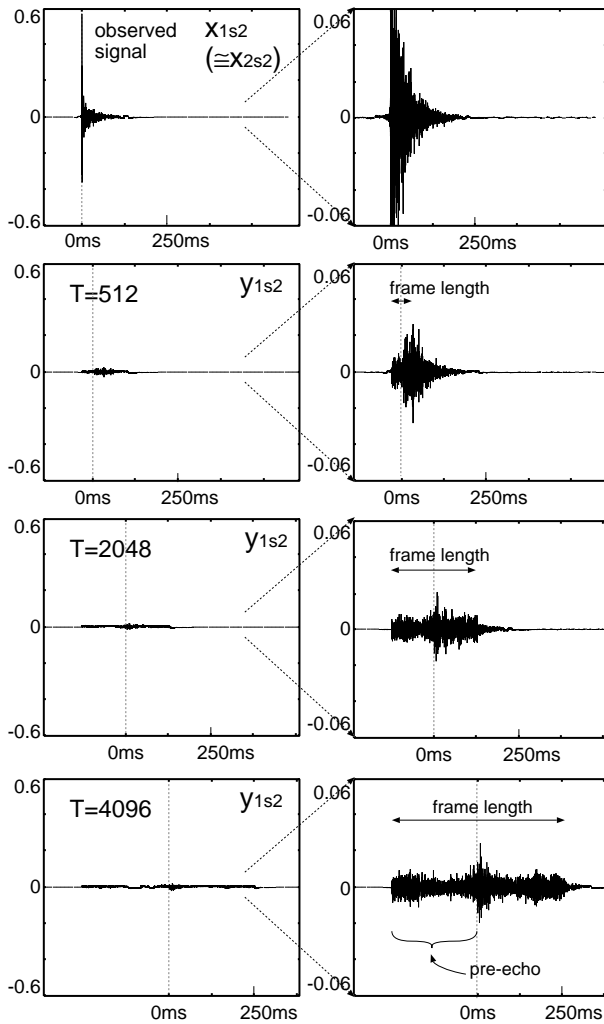 0.6
observed
signal
x1s2
(≅x2s2)
0
-0.6
0ms
250ms
0.06
0
-0.06
0ms
250ms
0.6
T=512
y1s2
0
-0.6
0ms
250ms
0.06
frame length
0
-0.06
0ms
250ms
0.6
T=2048
y1s2
0
-0.6
0ms
250ms
0.06
frame length
0
-0.06
0ms
250ms
0.6
T=4096
y1s2
0
-0.6
0ms
250ms
0.06
frame length
0
pre-echo
-0.06
0ms
250ms